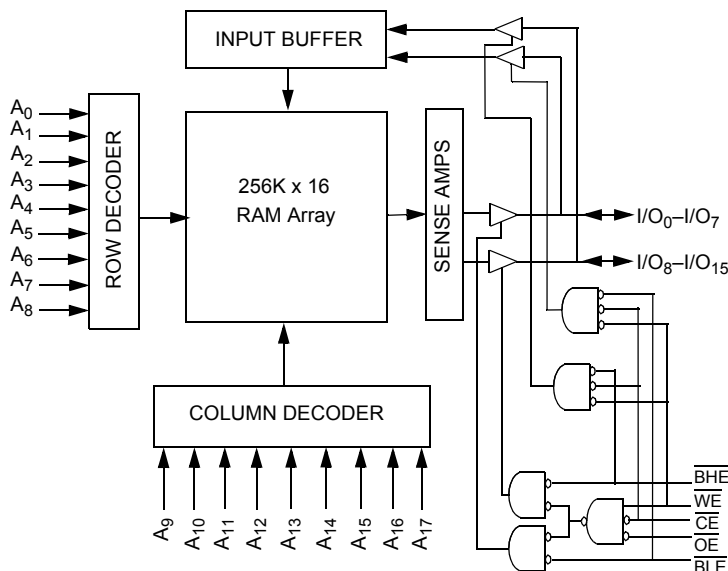 INPUT BUFFER
A0
A1
A2
A3
A4
A5
A6
A7
A8
ROW DECODER
256K x 16
RAM Array
SENSE AMPS
I/O0–I/O7
I/O8–I/O15
COLUMN DECODER
A9
A10
A11
A12
A13
A14
A15
A16
A17
BHE
WE
CE
OE
BLE